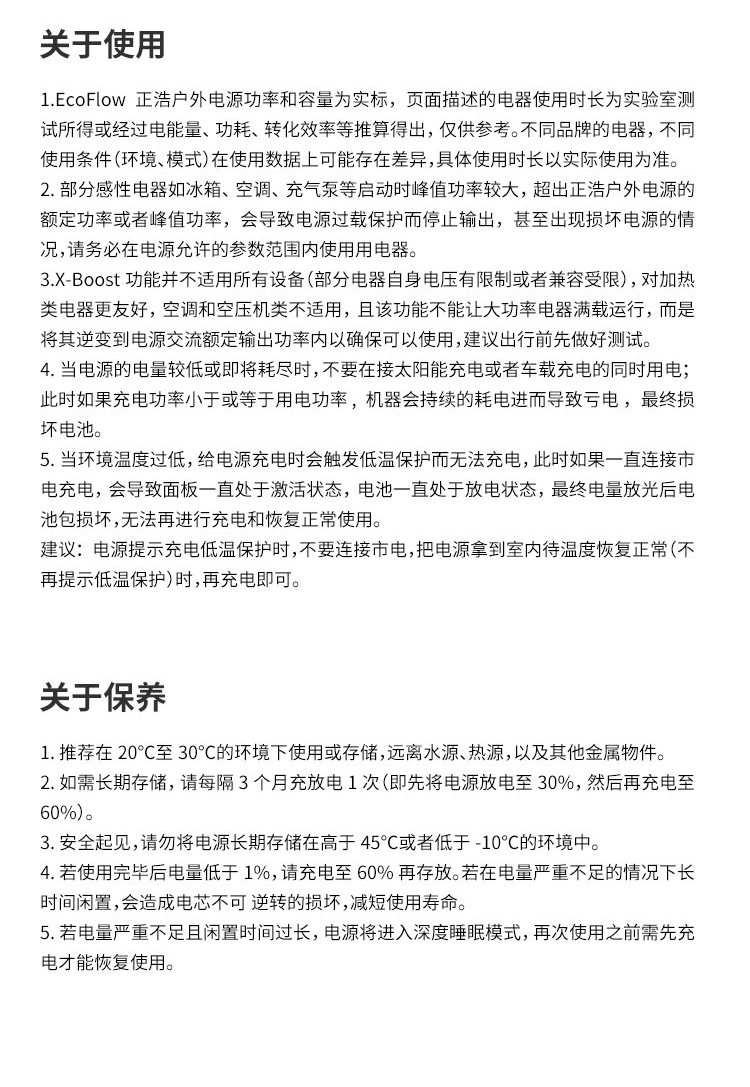 关于使用
1.EcoFlow 正浩户外电源功率和容量为实标，页面描述的电器使用时长为实验室测
试所得或经过电能量、功耗、转化效率等推算得出，仅供参考。不同品牌的电器，不同
使用条件（环境、模式）在使用数据上可能存在差异，具体使用时长以实际使用为准。
2. 部分感性电器如冰箱、空调、充气泵等启动时峰值功率较大，超出正浩户外电源的
额定功率或者峰值功率，会导致电源过载保护而停止输出，甚至出现损坏电源的情
况，请务必在电源允许的参数范围内使用用电器。
3.X-Boost 功能并不适用所有设备（部分电器自身电压有限制或者兼容受限），对加热
类电器更友好，空调和空压机类不适用，且该功能不能让大功率电器满载运行，而是
将其逆变到电源交流额定输出功率内以确保可以使用，建议出行前先做好测试。
4. 当电源的电量较低或即将耗尽时，不要在接太阳能充电或者车载充电的同时用电；
此时如果充电功率小于或等于用电功率，机器会持续的耗电进而导致亏电，最终损
坏电池。
5. 当环境温度过低，给电源充电时会触发低温保护而无法充电，此时如果一直连接市
电充电，会导致面板一直处于激活状态，电池一直处于放电状态，最终电量放光后电
池包损坏，无法再进行充电和恢复正常使用。
建议：电源提示充电低温保护时，不要连接市电，把电源拿到室内待温度恢复正常（不
再提示低温保护）时，再充电即可。
关于保养
1. 推荐在 20℃至 30℃的环境下使用或存储，远离水源、热源，以及其他金属物件。
2. 如需长期存储，请每隔 3 个月充放电 1 次（即先将电源放电至 30%，然后再充电至
60%）。
3. 安全起见，请勿将电源长期存储在高于 45℃或者低于 -10℃的环境中。
4. 若使用完毕后电量低于 1%，请充电至 60% 再存放。若在电量严重不足的情况下长
时间闲置，会造成电芯不可 逆转的损坏，减短使用寿命。
5. 若电量严重不足且闲置时间过长，电源将进入深度睡眠模式，再次使用之前需先充
电才能恢复使用。